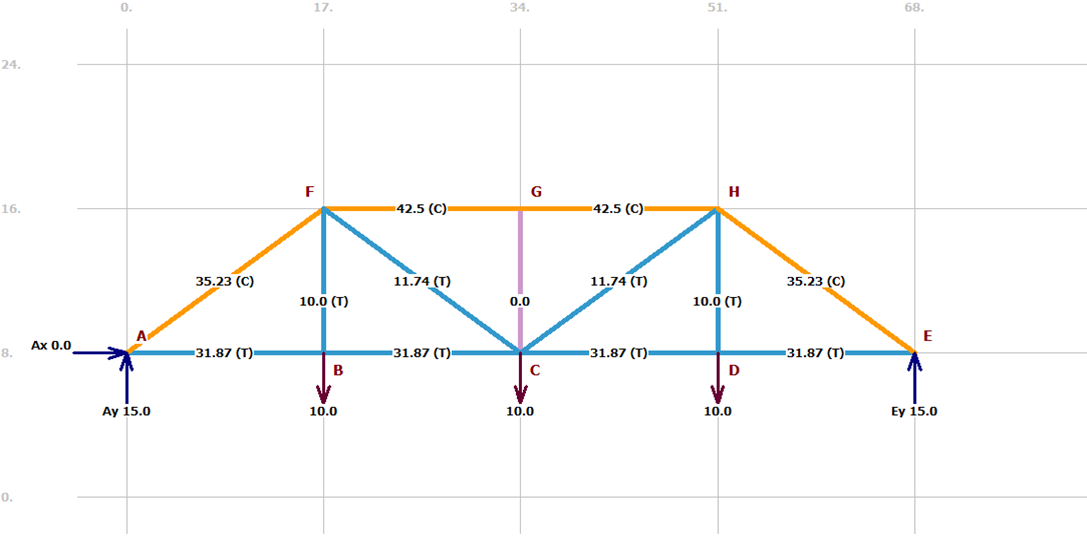 0. 17. 34. 51. 68.
24.
16.
F G H
42.5 (C) 42.5 (C)
35.23 (C) 11.74 (T) 11.74 (T) 35.23 (C)
10.0 (T) 0.0 10.0 (T)
A E
Ax 0.0
8. 31.87 (T) 31.87 (T) 31.87 (T) 31.87 (T)
B C D
Ay 15.0 10.0 10.0 10.0 Ey 15.0
0.